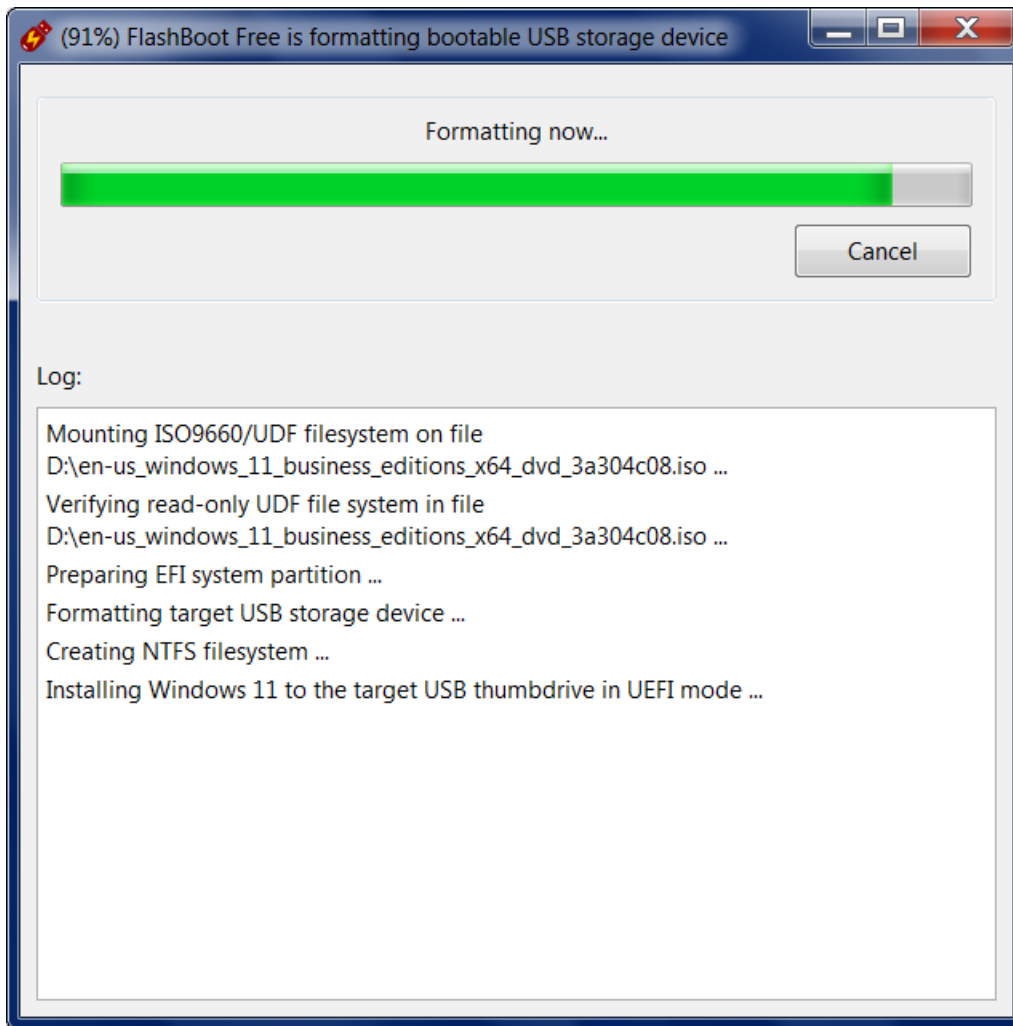 (91%) FlashBoot Free is formatting bootable USB storage device
Formatting now...
Cancel
Log:
Mounting ISO9660/UDF filesystem on file
D:\en-us_windows_11_business_editions_x64_dvd_3a304c08.iso ...
Verifying read-only UDF file system in file
D:\en-us_windows_11_business_editions_x64_dvd_3a304c08.iso ...
Preparing EFI system partition ...
Formatting target USB storage device ...
Creating NTFS filesystem ...
Installing Windows 11 to the target USB thumbdrive in UEFI mode ...